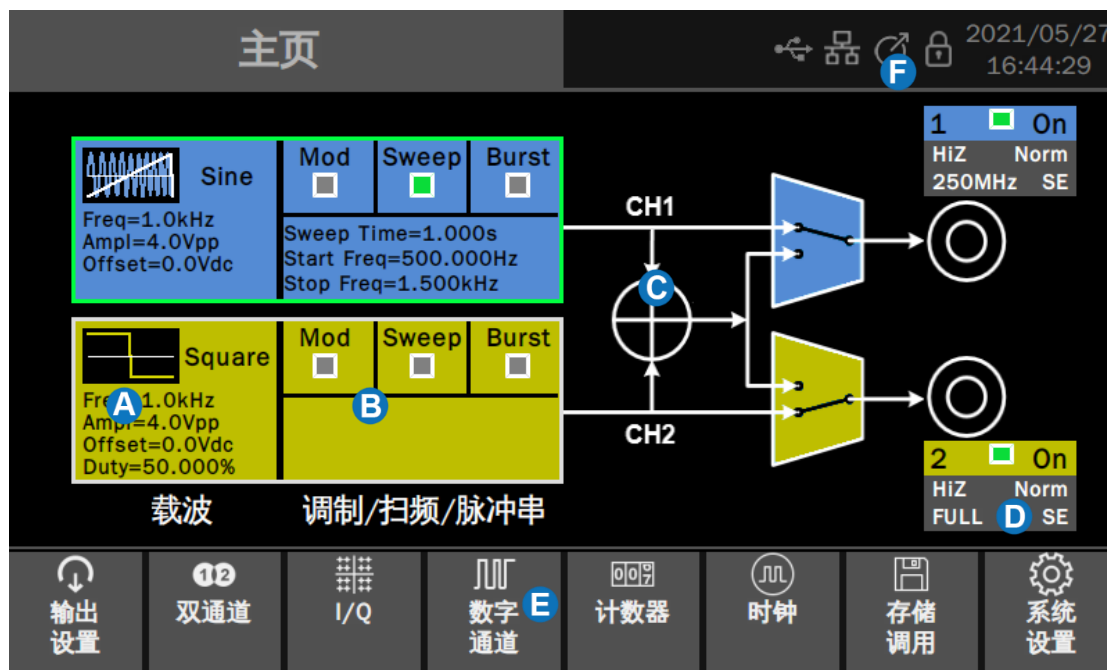 主页
2021/05/27
16:44:29
F
Sine
Freq=1.0kHz
Ampl=4.0Vpp
Offset=0.0Vdc
Mod Sweep Burst
Sweep Time=1.000s
Start Freq=500.000Hz
Stop Freq=1.500kHz
CH1
C
1 On
HiZ Norm
250MHz SE
Square
Mod Sweep Burst
1.0kHz
A
Ampl=4.0Vpp
Offset=0.0Vdc
Duty=50.000%
B
CH2
2 On
HiZ Norm
FULL D SE
载波
调制/扫频/脉冲串
输出
设置
12
双通道
I/Q
数字
通道
E
007
计数器
时钟
存储
调用
系统
设置